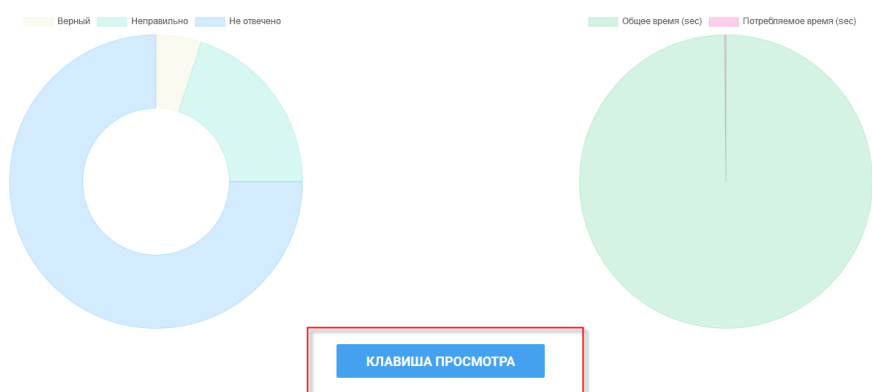 Верный Неправильно Не отвечено
Общее время (sec) Потребляемое время (sec)
КЛАВИША ПРОСМОТРА